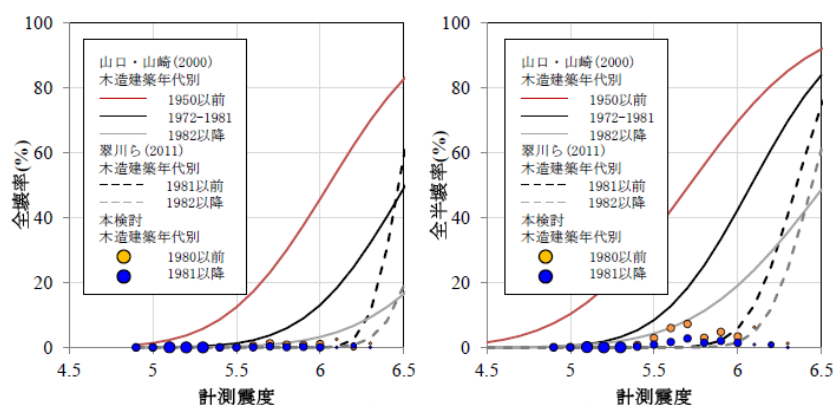 100
80
60
40
20
0
全壊率(%)
山口・山崎(2000)
木造建築年代別
1950以前
1972-1981
1982以降
翠川ら(2011)
木造建築年代別
1981以前
1982以降
本検討
木造建築年代別
1980以前
1981以降
4.5
5
5.5
6
6.5
計測震度
100
80
60
40
20
0
全半壊率(%)
山口・山崎(2000)
木造建築年代別
1950以前
1972-1981
1982以降
翠川ら(2011)
木造建築年代別
1981以前
1982以降
本検討
木造建築年代別
1980以前
1981以降
4.5
5
5.5
6
6.5
計測震度